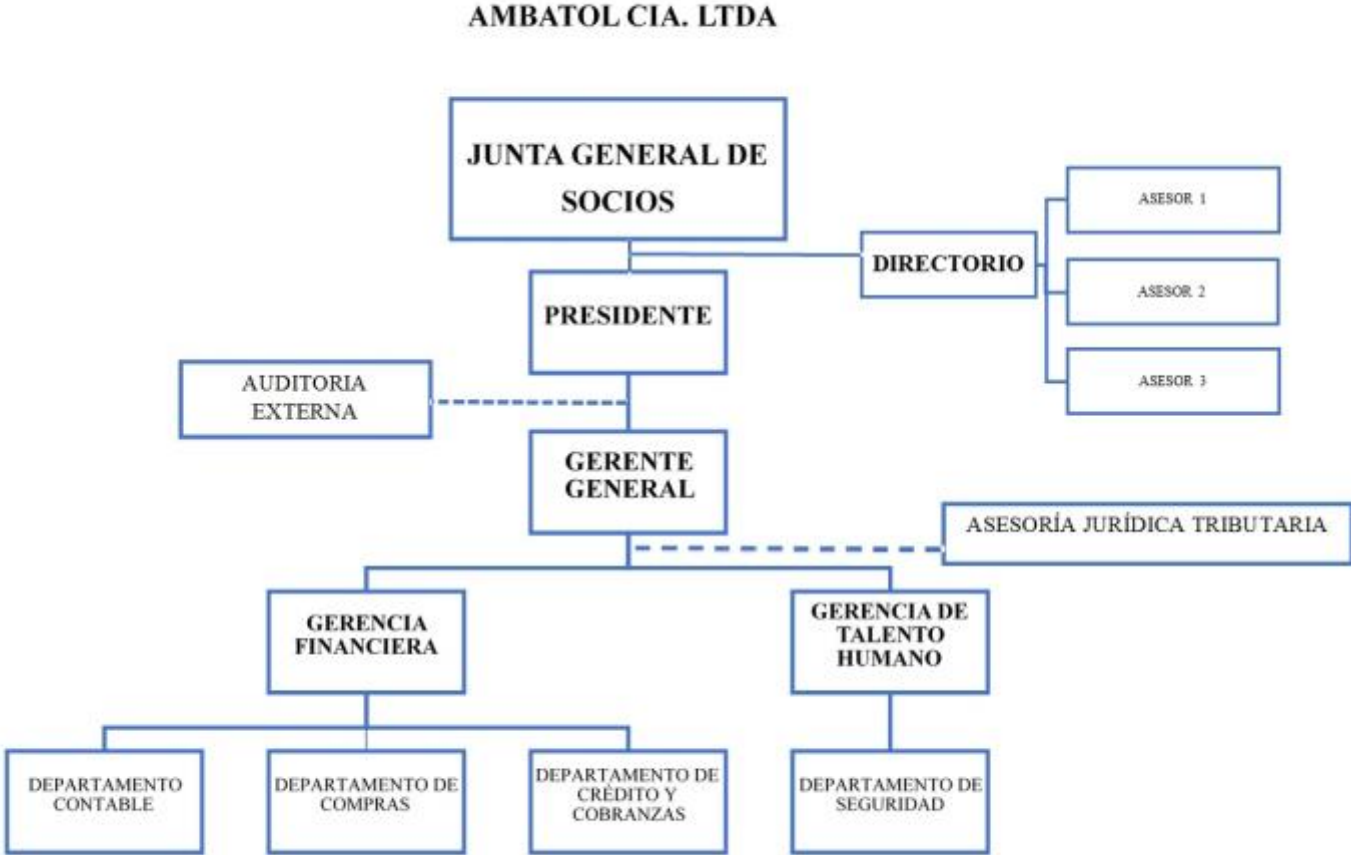 AMBATOL CIA. LTDA
JUNTA GENERAL DE
SOCIOS
ASESOR 1
DIRECTORIO
ASESOR 2
PRESIDENTE
ASESOR 3
AUDITORIA
EXTERNA
GERENTE
GENERAL
ASESORÍA JURÍDICA TRIBUTARIA
GERENCIA
FINANCIERA
GERENCIA DE
TALENTO
HUMANO
DEPARTAMENTO
CONTABLE
DEPARTAMENTO DE
COMPRAS
DEPARTAMENTO DE
CRÉDITO Y
COBRANZAS
DEPARTAMENTO DE
SEGURIDAD